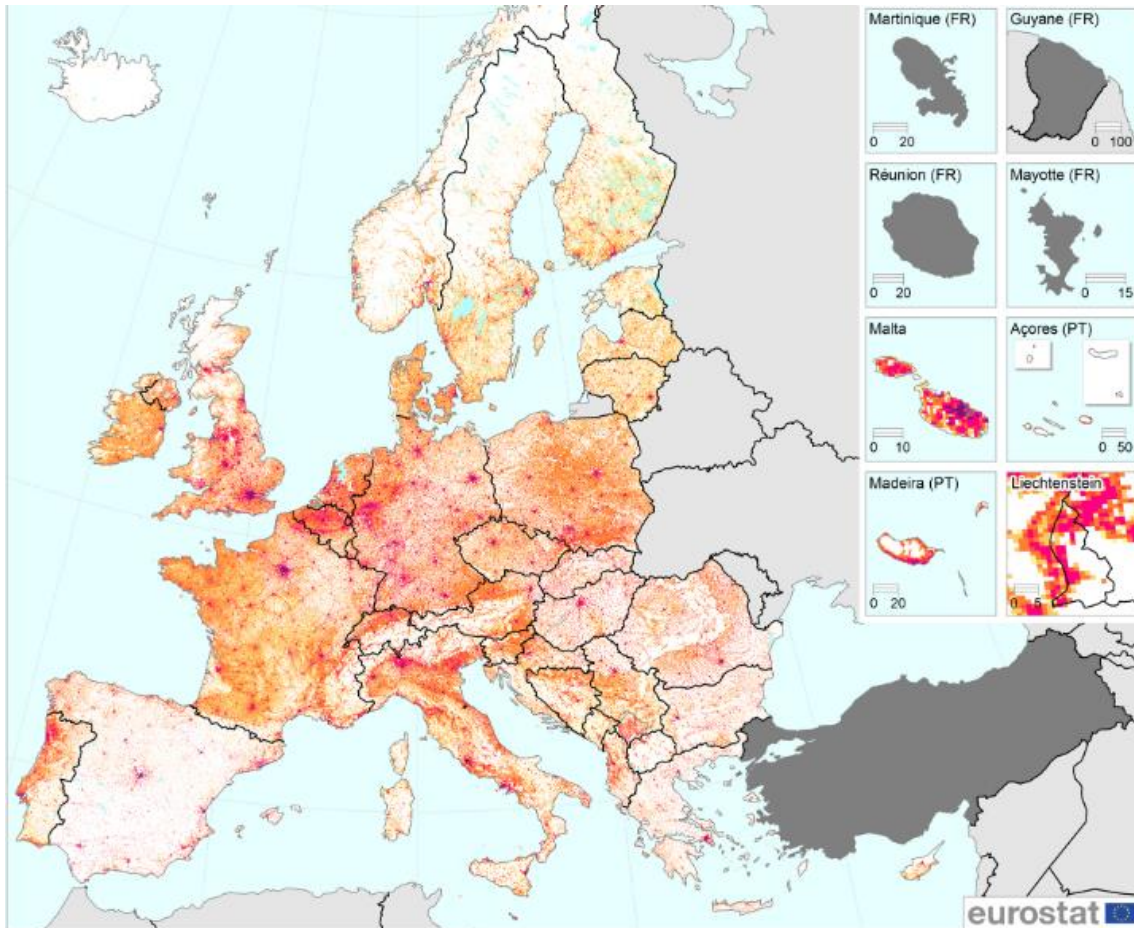 Martinique (FR)
0 20
Guyane (FR)
0 100
Réunion (FR)
0 20
Mayotte (FR)
0 15
Malta
0 10
Açores (PT)
0 50
Madeira (PT)
0 20
Liechtenstein
0 5
eurostat